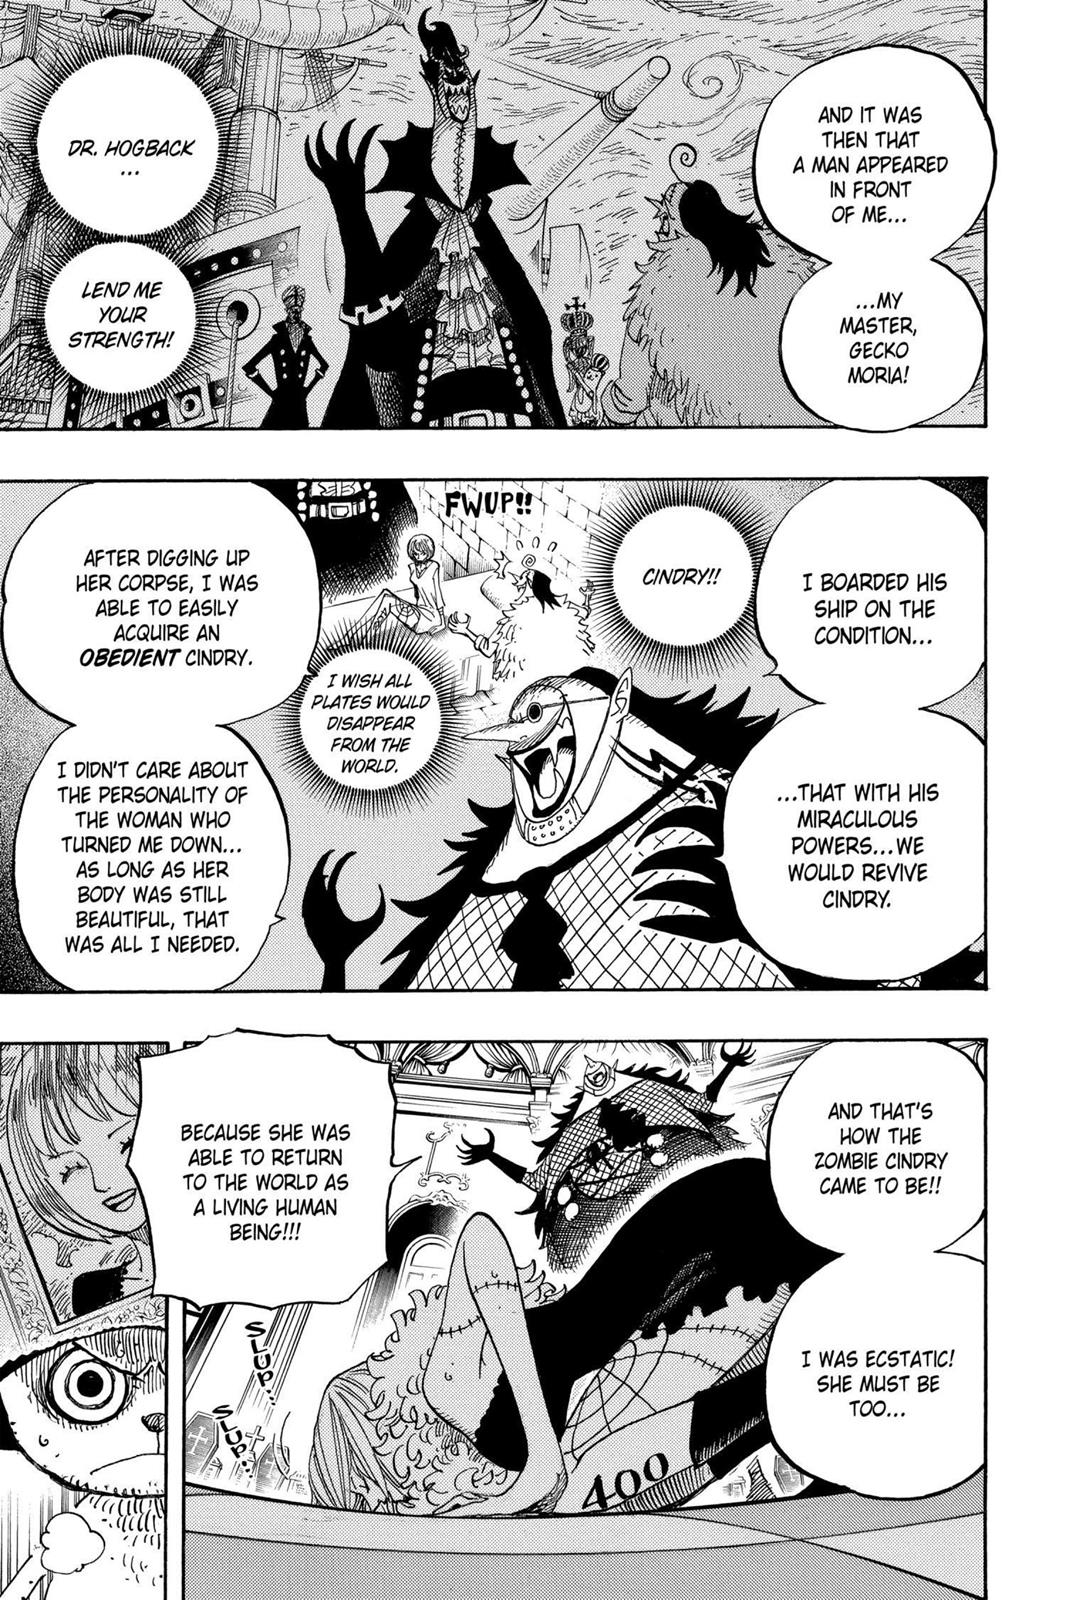 AND IT WAS
THEN THAT
A MAN APPEARED
IN FRONT
OF ME...
...MY
MASTER,
GECKO
MORIA!
DR. HOGBACK
...
LEND ME
YOUR
STRENGTH!
I BOARDED HIS
SHIP ON THE
CONDITION...
...THAT WITH HIS
MIRACULOUS
POWERS...WE
WOULD REVIVE
CINDRY.
CINDRY!!
FWUP!!
I WISH ALL
PLATES WOULD
DISAPPEAR
FROM THE
WORLD.
AFTER DIGGING UP
HER CORPSE, I WAS
ABLE TO EASILY
ACQUIRE AN
OBEDIENT CINDRY.
I DIDN'T CARE ABOUT
THE PERSONALITY OF
THE WOMAN WHO
TURNED ME DOWN...
AS LONG AS HER
BODY WAS STILL
BEAUTIFUL, THAT
WAS ALL I NEEDED.
AND THAT'S
HOW THE
ZOMBIE CINDRY
CAME TO BE!!
I WAS ECSTATIC!
SHE MUST BE
TOO...
BECAUSE SHE WAS
ABLE TO RETURN
TO THE WORLD AS
A LIVING HUMAN
BEING!!!
SLUP...
SLUP...
400